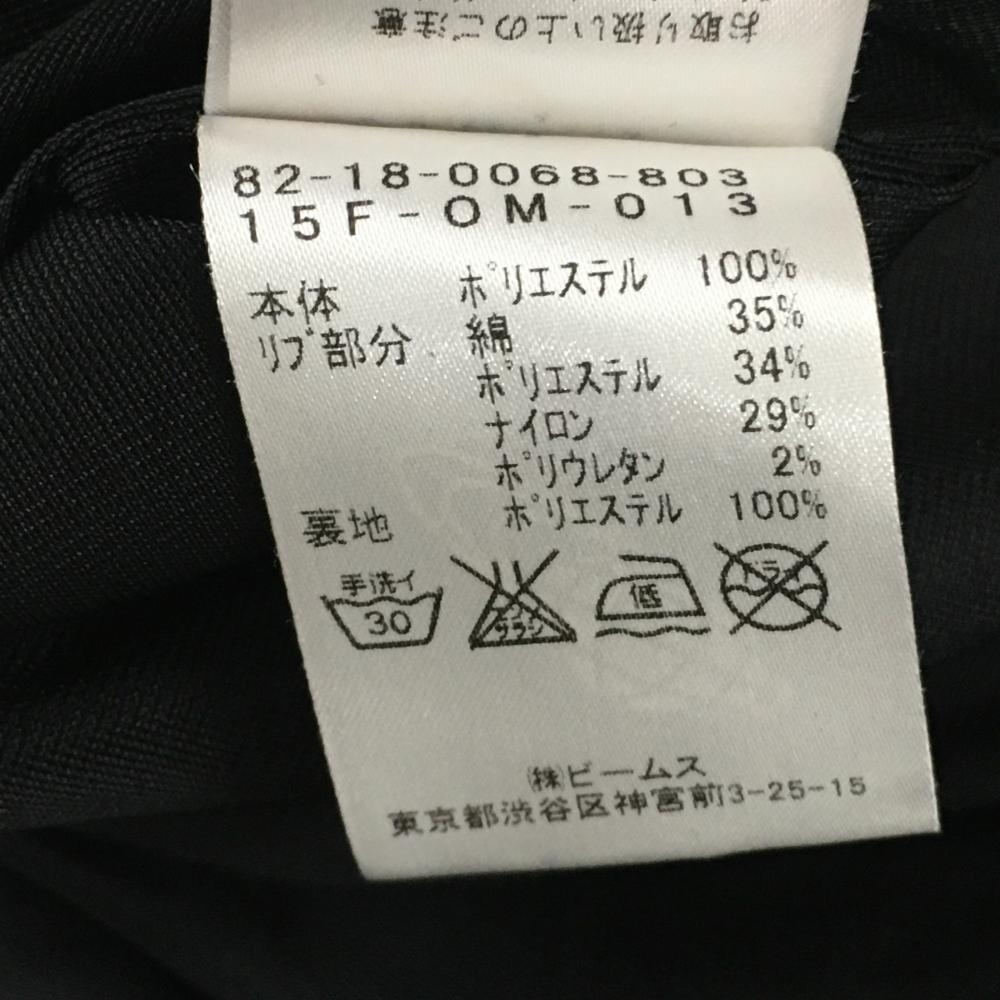 お取り扱い上のご注意
82-18-0068-803
15F-OM-013
本体 ポリエステル 100%
リブ部分 綿 35%
ポリエステル 34%
ナイロン 29%
ポリウレタン 2%
裏地 ポリエステル 100%
手洗イ 30 エンソサラシ 低 ドライ
㈱ビームス
東京都渋谷区神宮前3-25-15